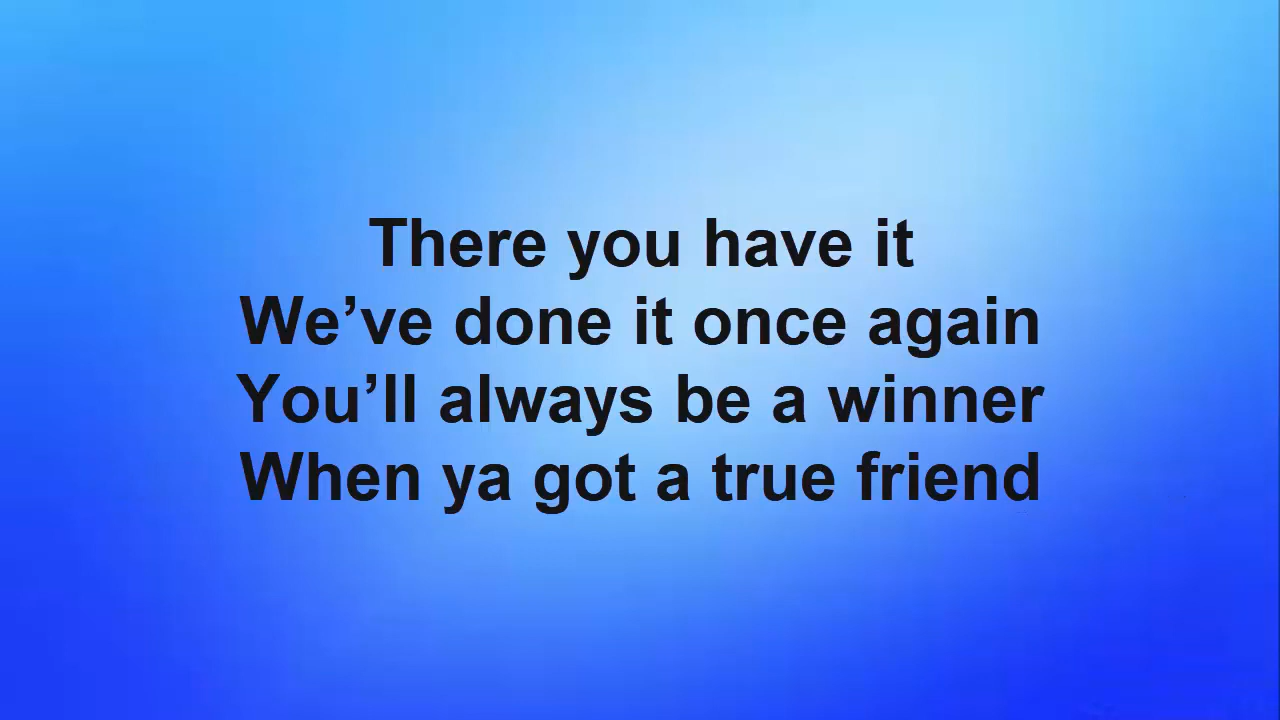 There you have it
We’ve done it once again
You’ll always be a winner
When ya got a true friend